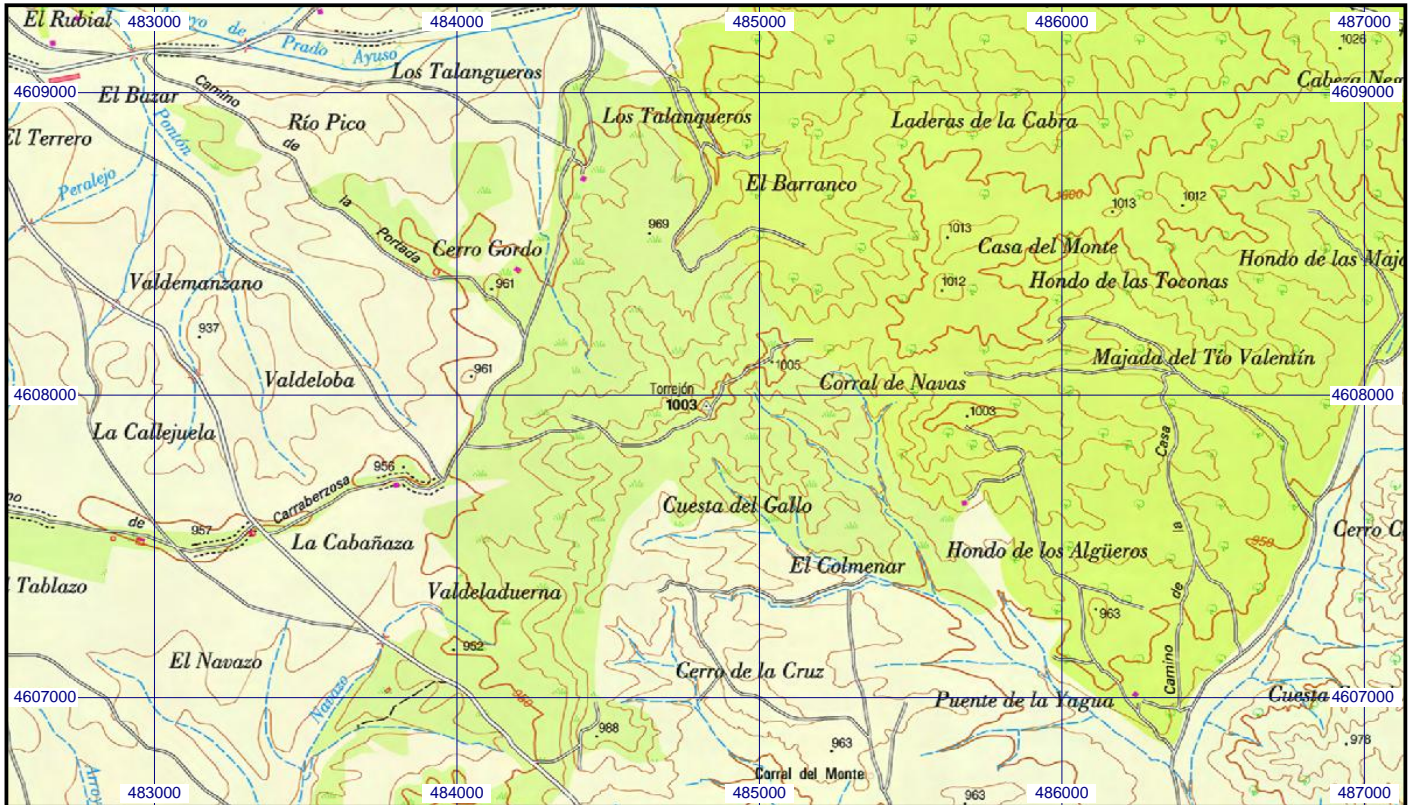 483000 484000 485000 486000 487000
El Rubial
de
Prado
Ayuso
1026
Los Talangueros
Cabeza
4609000
4609000
El Bazar
Camino
Río Pico
Los Talanqueros
Laderas de la Cabra
El Terrero
Pontón
de
Peralejo
la
El Barranco
1000
1013
1012
969
1013
Portada
Cerro Gordo
Casa del Monte
Hondo de las
Valdemanzano
961
1012
Hondo de las Toconas
937
Majada del Tío Valentín
961
1005
Valdeloba
Corral de Navas
Torrejón
1003
4608000
4608000
1003
La Callejuela
Casa
956
Carraberzosa
Cuesta del Gallo
de
957
la
Cerro
La Cabañaza
950
Hondo de los Algüeros
El Colmenar
Tablazo
Valdeladuerna
de
963
952
El Navazo
Cerro de la Cruz
Camino
Navazo
4607000
950
Puente de la Yagua
Cuesta
4607000
988
963
978
Corral del Monte
963
483000 484000 485000 486000 487000